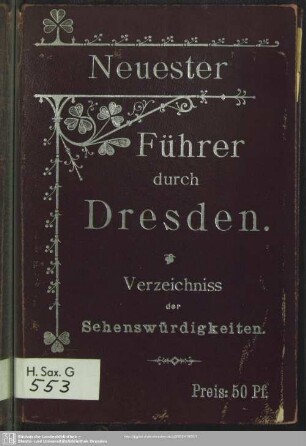 Neuester
Führer
durch
Dresden.
Verzeichniss
der
Sehenswürdigkeiten.
H. Sax. G
553
Preis: 50 Pf.